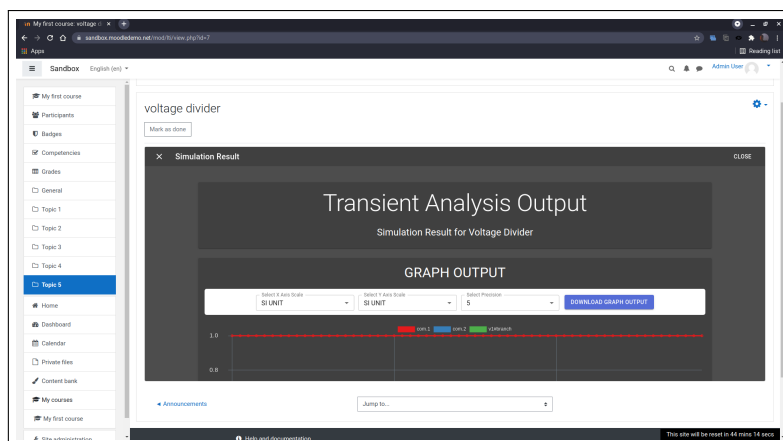 My first course: voltage di
sandbox.moodledemo.net/mod/lti/view.php?id=7
Apps
Reading list
Sandbox
English (en)
Admin User
My first course
Participants
Badges
Competencies
Grades
General
Topic 1
Topic 2
Topic 3
Topic 4
Topic 5
Home
Dashboard
Calendar
Private files
Content bank
My courses
My first course
Site administration
voltage divider
Mark as done
Simulation Result
CLOSE
Transient Analysis Output
Simulation Result for Voltage Divider
GRAPH OUTPUT
Select X Axis Scale
SI UNIT
Select Y Axis Scale
SI UNIT
Select Precision
5
DOWNLOAD GRAPH OUTPUT
com.1 com.2 v1#branch
1.0
0.8
◄ Announcements
Jump to...
Help and documentation
This site will be reset in 44 mins 14 secs